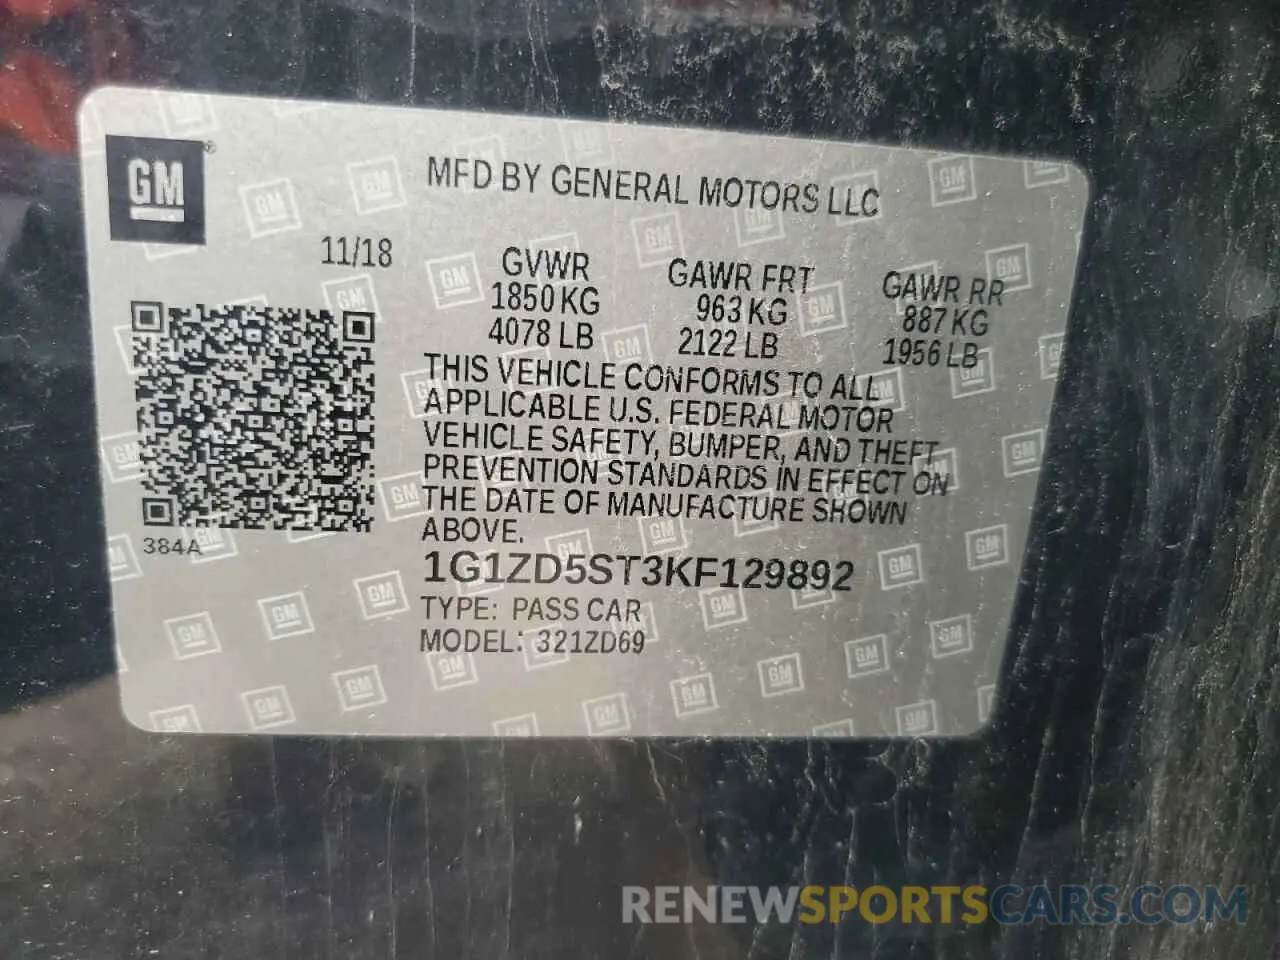 GM®
MFD BY GENERAL MOTORS LLC
11/18
GVWR GAWR FRT GAWR RR
1850 KG 963 KG 887 KG
4078 LB 2122 LB 1956 LB
THIS VEHICLE CONFORMS TO ALL
APPLICABLE U.S. FEDERAL MOTOR
VEHICLE SAFETY, BUMPER, AND THEFT
PREVENTION STANDARDS IN EFFECT ON
THE DATE OF MANUFACTURE SHOWN
ABOVE.
384A
1G1ZD5ST3KF129892
TYPE: PASS CAR
MODEL: 321ZD69
RENEWSPORTSCARS.COM